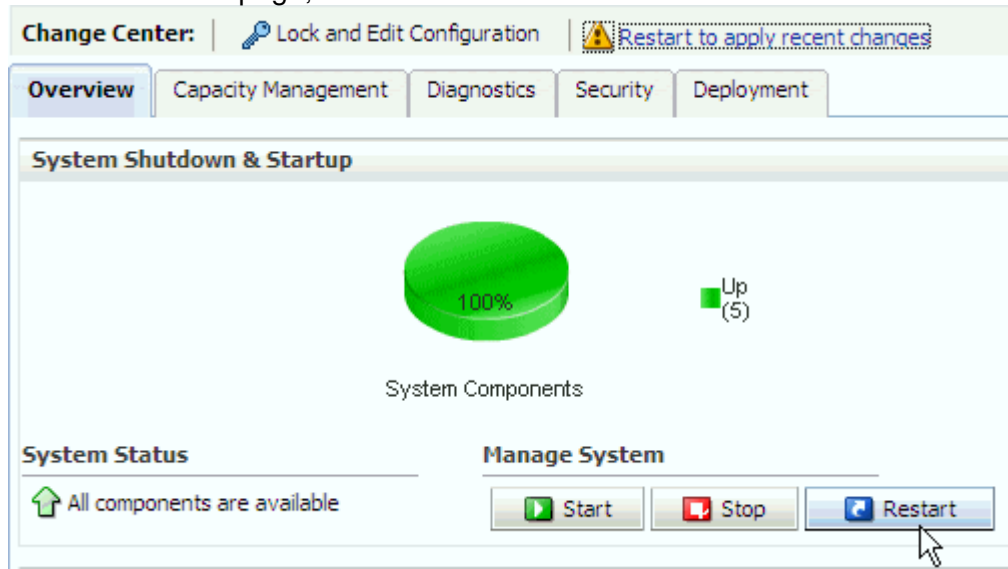 Change Center: Lock and Edit Configuration Restart to apply recent changes
Overview Capacity Management Diagnostics Security Deployment
System Shutdown & Startup
100%
Up
(5)
System Components
System Status Manage System
All components are available Start Stop Restart